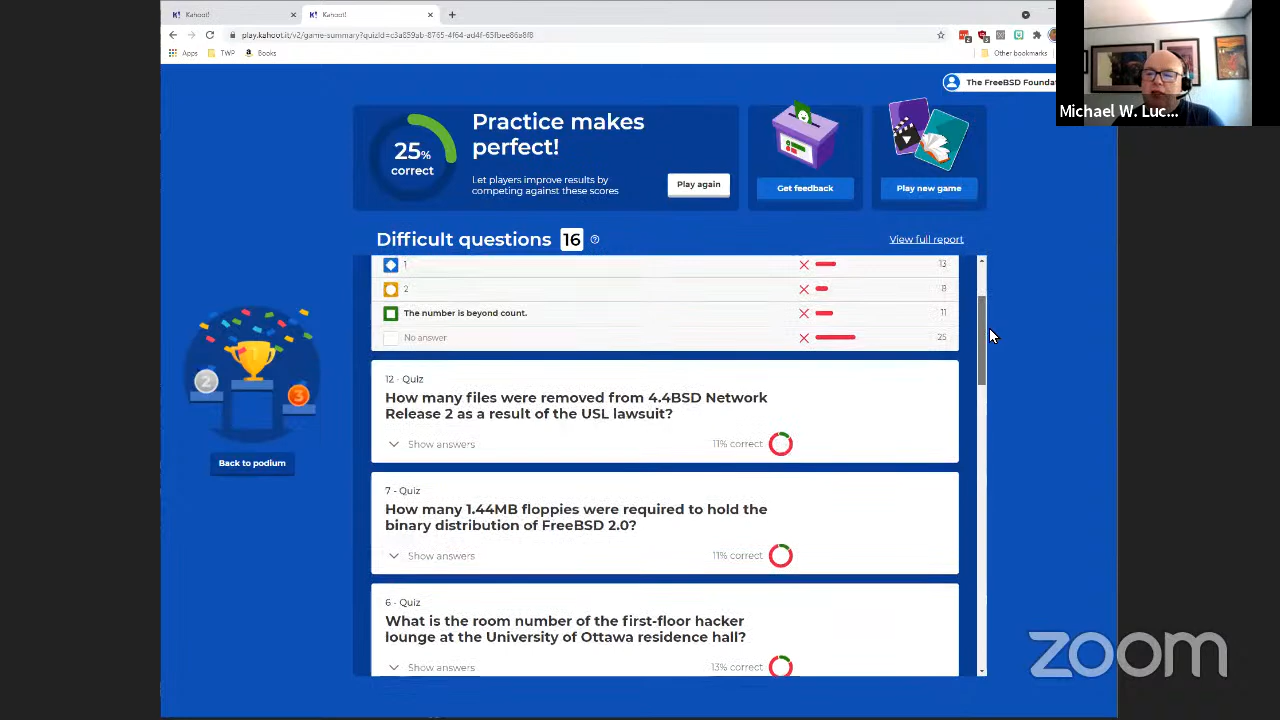 Kahoot!
Kahoot!
play.kahoot.it/v2/game-summary?quizId=c3a859ab-8765-4f64-ad4f-65fbee86a8f8
Apps
TWP
Books
Other bookmarks
The FreeBSD Foundat
Michael W. Luc...
25%
correct
Practice makes
perfect!
Let players improve results by
competing against these scores
Play again
Get feedback
Play new game
Difficult questions 16
View full report
1 13
2 8
The number is beyond count. 11
No answer 25
12 - Quiz
How many files were removed from 4.4BSD Network
Release 2 as a result of the USL lawsuit?
Show answers
11% correct
7 - Quiz
How many 1.44MB floppies were required to hold the
binary distribution of FreeBSD 2.0?
Show answers
11% correct
6 - Quiz
What is the room number of the first-floor hacker
lounge at the University of Ottawa residence hall?
Show answers
13% correct
1
2
3
Back to podium
zoom